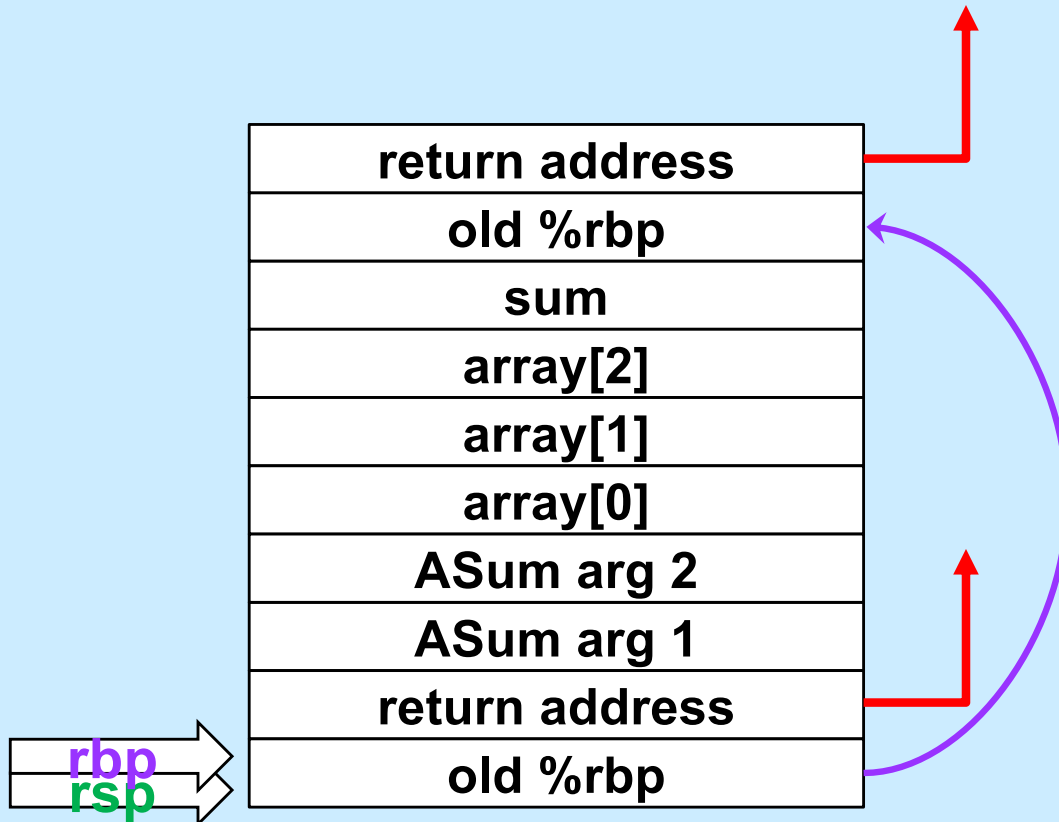 return address
old %rbp
sum
array[2]
array[1]
array[0]
ASum arg 2
ASum arg 1
return address
rbp
rsp
old %rbp